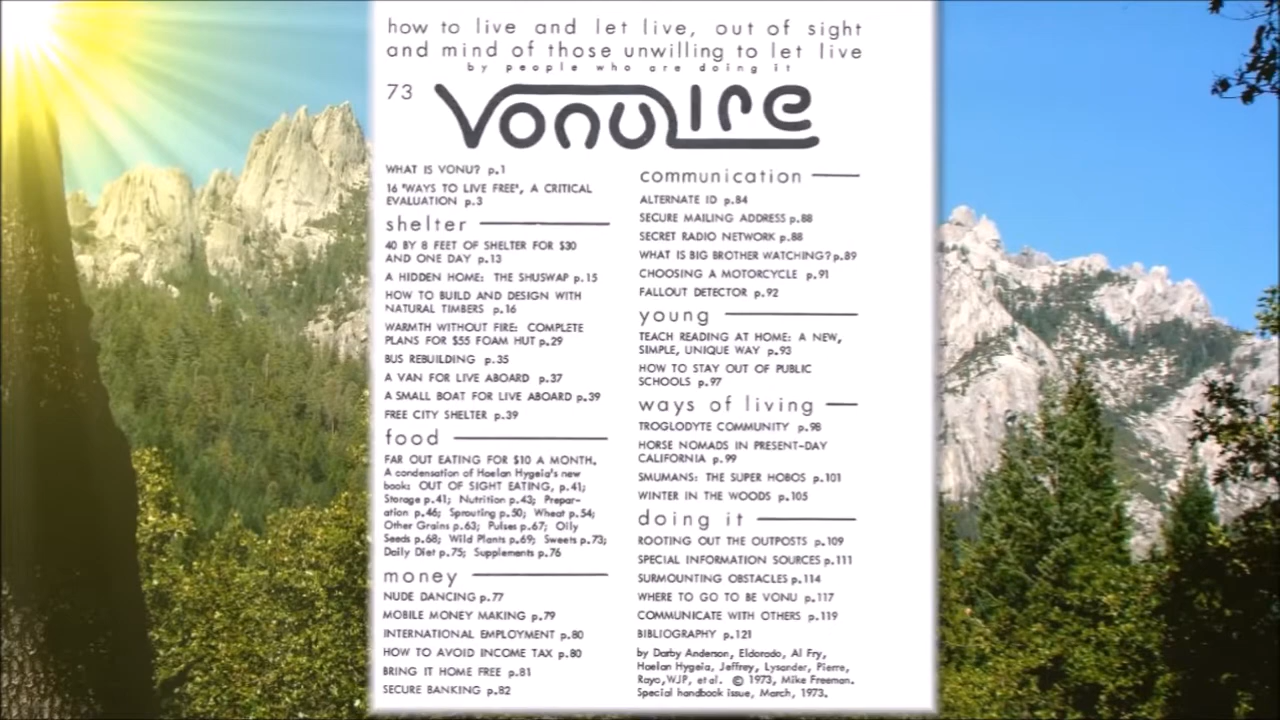 how to live and let live, out of sight
and mind of those unwilling to let live
by people who are doing it
73 VONULIFE
WHAT IS VONU? p.1
16 "WAYS TO LIVE FREE", A CRITICAL
EVALUATION p.3
shelter
40 BY 8 FEET OF SHELTER FOR $30
AND ONE DAY p.13
A HIDDEN HOME: THE SHUSWAP p.15
HOW TO BUILD AND DESIGN WITH
NATURAL TIMBERS p.16
WARMTH WITHOUT FIRE: COMPLETE
PLANS FOR $55 FOAM HUT p.29
BUS REBUILDING p.35
A VAN FOR LIVE ABOARD p.37
A SMALL BOAT FOR LIVE ABOARD p.39
FREE CITY SHELTER p.39
food
FAR OUT EATING FOR $10 A MONTH.
A condensation of Haelan Hygeia's new
book: OUT OF SIGHT EATING, p.41;
Storage p.41; Nutrition p.43; Prepar-
ation p.46; Sprouting p.50; Wheat p.54;
Other Grains p.63; Pulses p.67; Oily
Seeds p.68; Wild Plants p.69; Sweets p.73;
Daily Diet p.75; Supplements p.76
money
NUDE DANCING p.77
MOBILE MONEY MAKING p.79
INTERNATIONAL EMPLOYMENT p.80
HOW TO AVOID INCOME TAX p.80
BRING IT HOME FREE p.81
SECURE BANKING p.82
communication
ALTERNATE ID p.84
SECURE MAILING ADDRESS p.88
SECRET RADIO NETWORK p.88
WHAT IS BIG BROTHER WATCHING? p.89
CHOOSING A MOTORCYCLE p.91
FALLOUT DETECTOR p.92
young
TEACH READING AT HOME: A NEW,
SIMPLE, UNIQUE WAY p.93
HOW TO STAY OUT OF PUBLIC
SCHOOLS p.97
ways of living
TROGLODYTE COMMUNITY p.98
HORSE NOMADS IN PRESENT-DAY
CALIFORNIA p.99
SMUMANS: THE SUPER HOBOS p.101
WINTER IN THE WOODS p.105
doing it
ROOTING OUT THE OUTPOSTS p.109
SPECIAL INFORMATION SOURCES p.111
SURMOUNTING OBSTACLES p.114
WHERE TO GO TO BE VONU p.117
COMMUNICATE WITH OTHERS p.119
BIBLIOGRAPHY p.121
by Darby Anderson, Eldorado, Al Fry,
Haelan Hygeia, Jeffrey, Lysander, Pierre,
Rayo, WJP, et al. © 1973, Mike Freeman.
Special handbook issue, March, 1973.